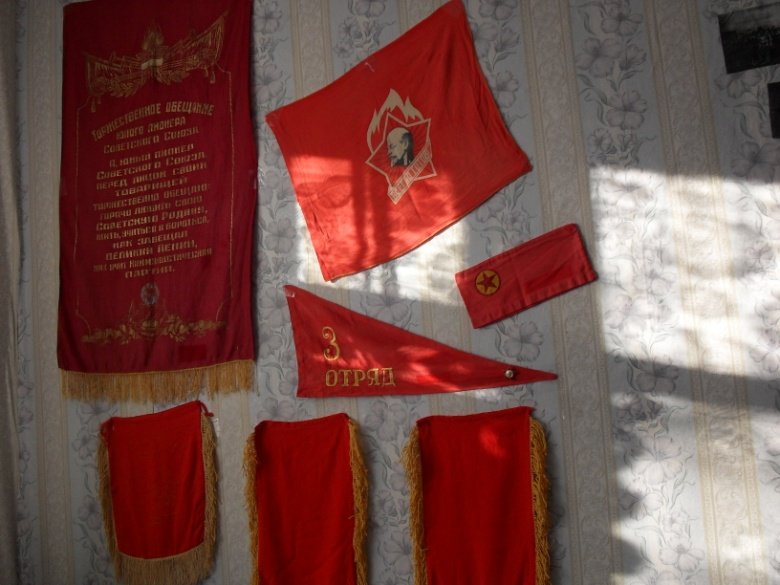 ТОРЖЕСТВЕННОЕ ОБЕЩАНИЕ
ЮНОГО ПИОНЕРА
СОВЕТСКОГО СОЮЗА
Я, ЮНЫЙ ПИОНЕР
СОВЕТСКОГО СОЮЗА,
ПЕРЕД ЛИЦОМ СВОИХ
ТОВАРИЩЕЙ
ТОРЖЕСТВЕННО ОБЕЩАЮ:
ГОРЯЧО ЛЮБИТЬ СВОЮ
СОВЕТСКУЮ РОДИНУ,
ЖИТЬ, УЧИТЬСЯ И БОРОТЬСЯ,
КАК ЗАВЕЩАЛ
ВЕЛИКИЙ ЛЕНИН,
КАК УЧИТ КОММУНИСТИЧЕСКАЯ
ПАРТИЯ.
3
ОТРЯД